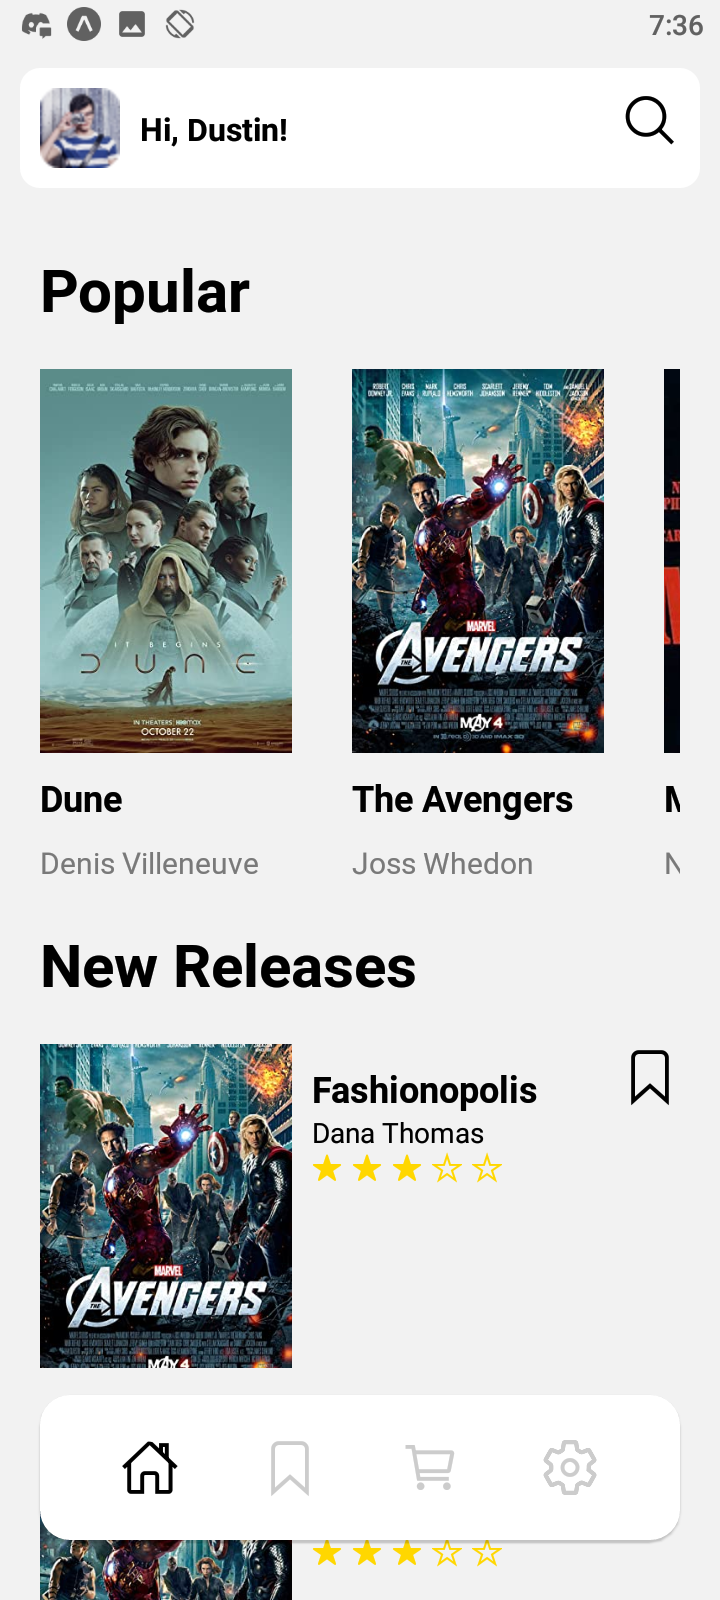 7:36
Hi, Dustin!
Popular
ROBERT DOWNEY JR. CHRIS EVANS MARK RUFFALO CHRIS HEMSWORTH SCARLETT JOHANSSON JEREMY RENNER TOM HIDDLESTON SAMUEL L. JACKSON
IT BEGINS
DUNE
IN THEATERS HBOMAX
OCTOBER 22
MARVEL
THE AVENGERS
MAY 4
Dune
The Avengers
M
Denis Villeneuve
Joss Whedon
N
New Releases
Fashionopolis
Dana Thomas
MARVEL
THE AVENGERS
MAY 4